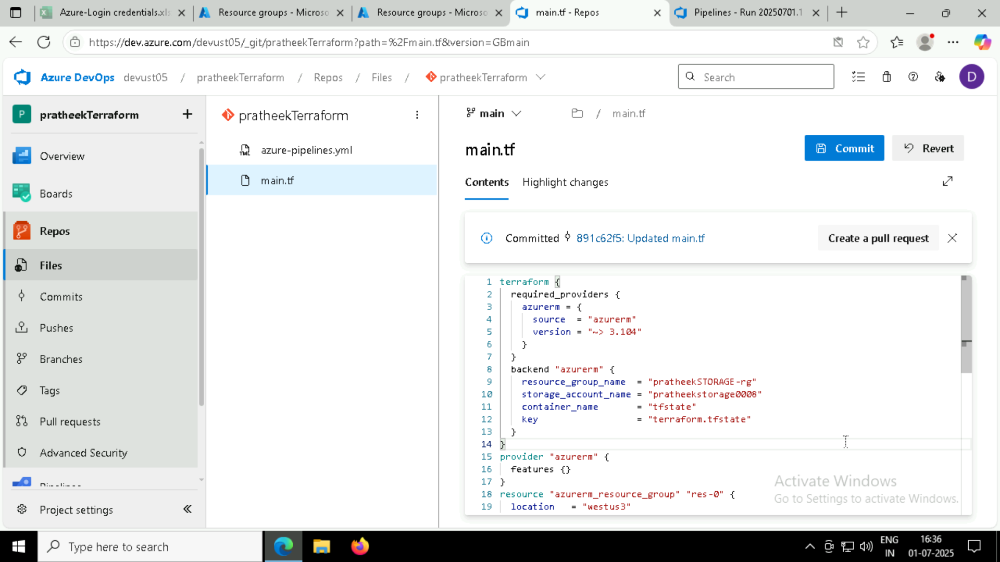 Azure-Login credentials.xls
Resource groups - Microso
Resource groups - Microso
main.tf - Repos
Pipelines - Run 20250701.1
https://dev.azure.com/devust05/_git/pratheekTerraform?path=%2Fmain.tf&version=GBmain
Azure DevOps
devust05 / pratheekTerraform / Repos / Files / pratheekTerraform
Search
D
P
pratheekTerraform
Overview
Boards
Repos
Files
Commits
Pushes
Branches
Tags
Pull requests
Advanced Security
Pipelines
Project settings
pratheekTerraform
azure-pipelines.yml
main.tf
main
/ main.tf
main.tf
Commit
Revert
Contents
Highlight changes
Committed 891c62f5: Updated main.tf
Create a pull request
1 terraform {
2 required_providers {
3 azurerm = {
4 source = "azurerm"
5 version = "~> 3.104"
6 }
7 }
8 backend "azurerm" {
9 resource_group_name = "pratheekSTORAGE-rg"
10 storage_account_name = "pratheekstorage0008"
11 container_name = "tfstate"
12 key = "terraform.tfstate"
13 }
14 }
15 provider "azurerm" {
16 features {}
17 }
18 resource "azurerm_resource_group" "res-0" {
19 location = "westus3"
Activate Windows
Go to Settings to activate Windows.
Type here to search
ENG
IN
16:36
01-07-2025